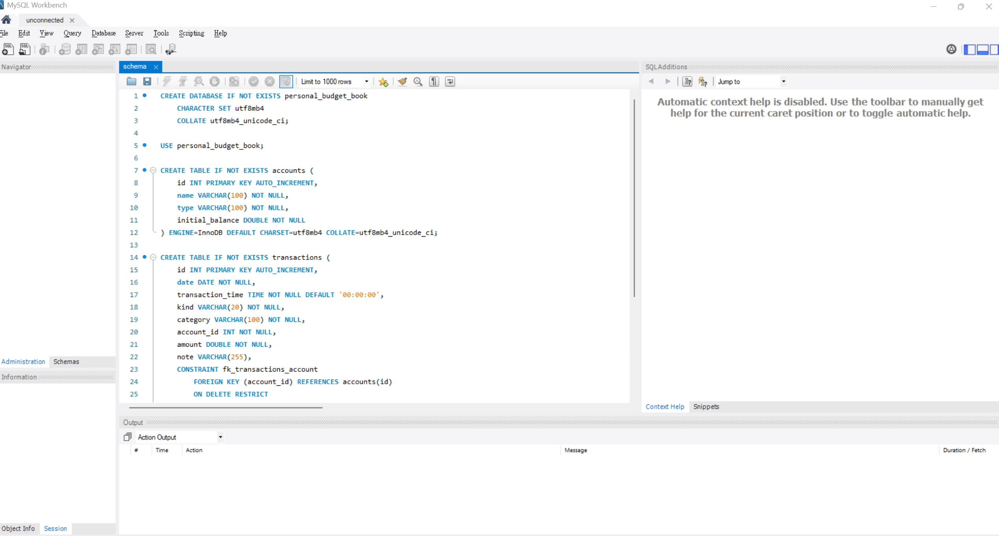 MySQL Workbench
unconnected
File Edit View Query Database Server Tools Scripting Help
Navigator
schema
SQLAdditions
Limit to 1000 rows
Jump to
1 CREATE DATABASE IF NOT EXISTS personal_budget_book
2 CHARACTER SET utf8mb4
3 COLLATE utf8mb4_unicode_ci;
4
5 USE personal_budget_book;
6
7 CREATE TABLE IF NOT EXISTS accounts (
8 id INT PRIMARY KEY AUTO_INCREMENT,
9 name VARCHAR(100) NOT NULL,
10 type VARCHAR(100) NOT NULL,
11 initial_balance DOUBLE NOT NULL
12 ) ENGINE=InnoDB DEFAULT CHARSET=utf8mb4 COLLATE=utf8mb4_unicode_ci;
13
14 CREATE TABLE IF NOT EXISTS transactions (
15 id INT PRIMARY KEY AUTO_INCREMENT,
16 date DATE NOT NULL,
17 transaction_time TIME NOT NULL DEFAULT '00:00:00',
18 kind VARCHAR(20) NOT NULL,
19 category VARCHAR(100) NOT NULL,
20 account_id INT NOT NULL,
21 amount DOUBLE NOT NULL,
22 note VARCHAR(255),
23 CONSTRAINT fk_transactions_account
24 FOREIGN KEY (account_id) REFERENCES accounts(id)
25 ON DELETE RESTRICT
Automatic context help is disabled. Use the toolbar to manually get
help for the current caret position or to toggle automatic help.
Administration Schemas
Information
Context Help Snippets
Output
Action Output
# Time Action Message Duration / Fetch
Object Info Session